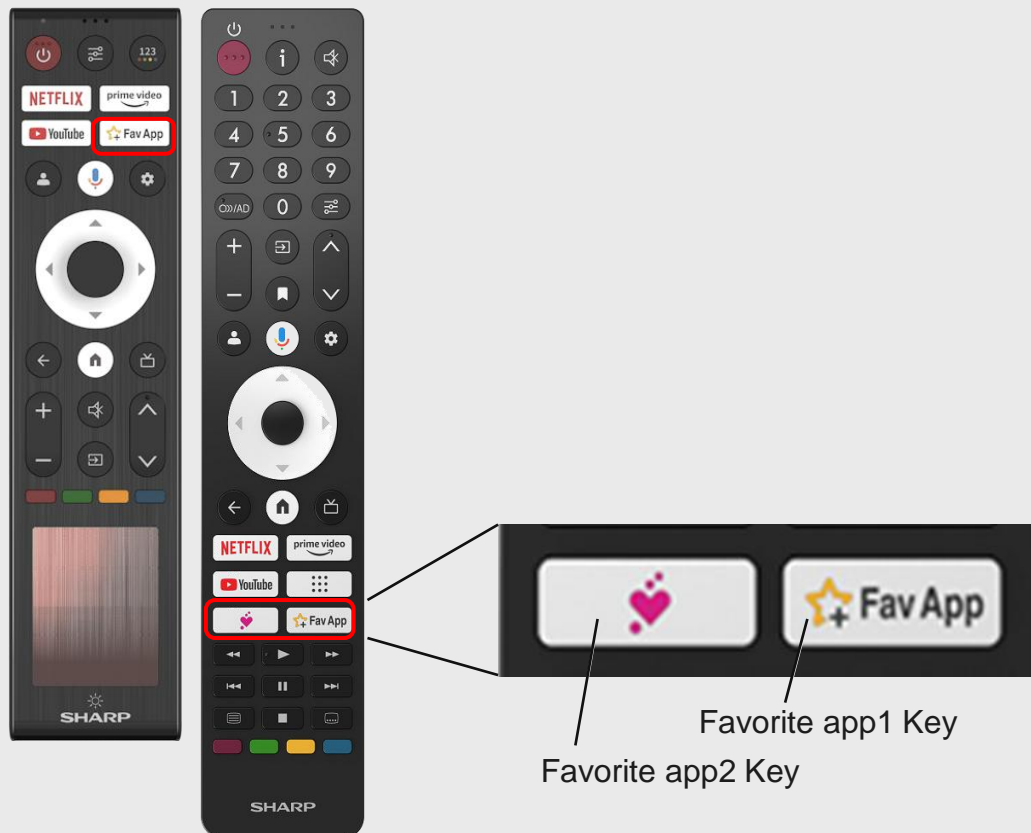 123
NETFLIX
prime video
YouTube
Fav App
SHARP
i
1 2 3
4 5 6
7 8 9
/AD 0
NETFLIX
prime video
YouTube
Fav App
SHARP
Fav App
Favorite app1 Key
Favorite app2 Key